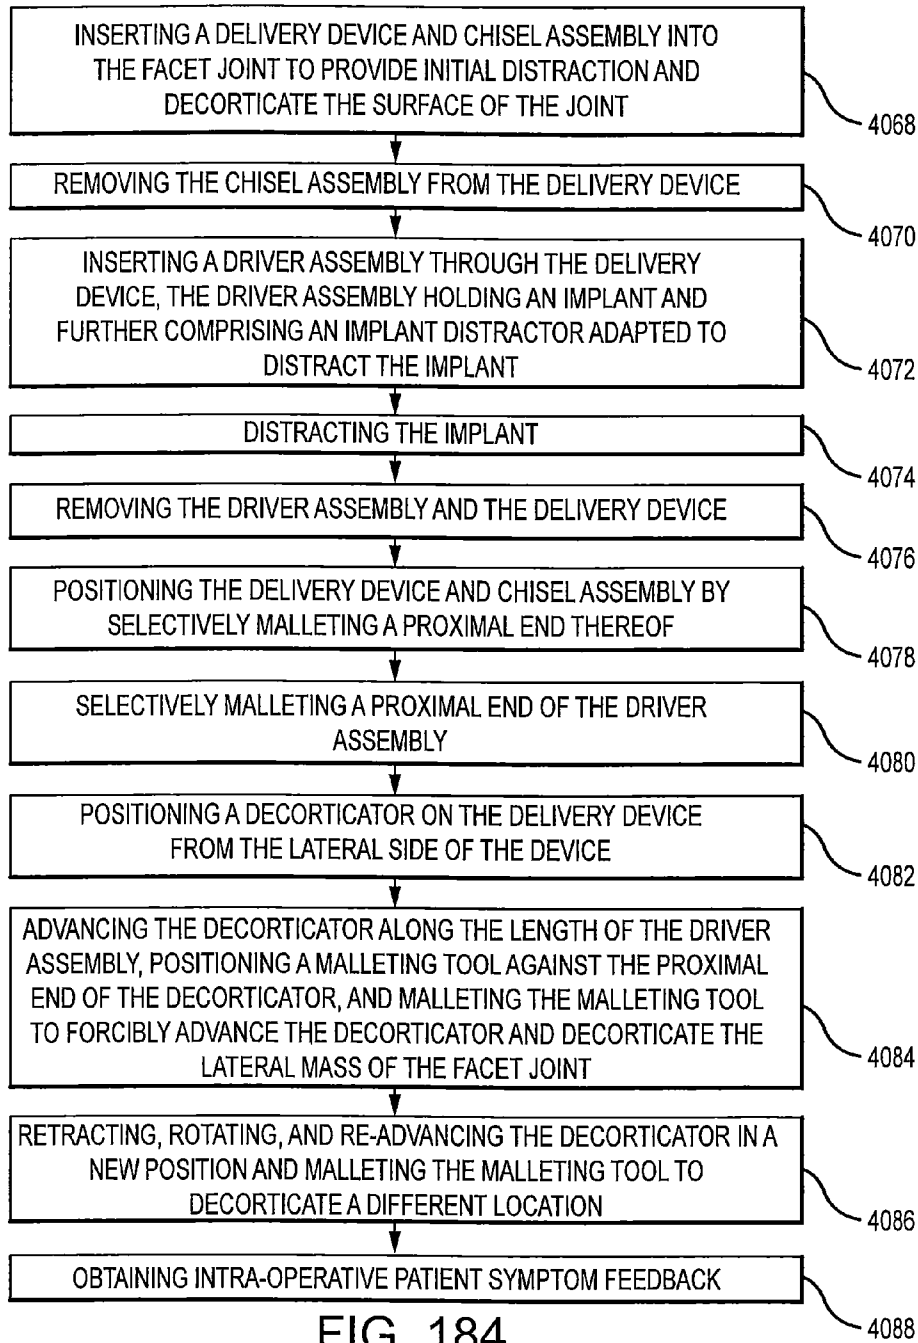 INSERTING A DELIVERY DEVICE AND CHISEL ASSEMBLY INTO
THE FACET JOINT TO PROVIDE INITIAL DISTRACTION AND
DECORTICATE THE SURFACE OF THE JOINT
4068
REMOVING THE CHISEL ASSEMBLY FROM THE DELIVERY DEVICE
4070
INSERTING A DRIVER ASSEMBLY THROUGH THE DELIVERY
DEVICE, THE DRIVER ASSEMBLY HOLDING AN IMPLANT AND
FURTHER COMPRISING AN IMPLANT DISTRACTOR ADAPTED TO
DISTRACT THE IMPLANT
4072
DISTRACTING THE IMPLANT
4074
REMOVING THE DRIVER ASSEMBLY AND THE DELIVERY DEVICE
4076
POSITIONING THE DELIVERY DEVICE AND CHISEL ASSEMBLY BY
SELECTIVELY MALLETING A PROXIMAL END THEREOF
4078
SELECTIVELY MALLETING A PROXIMAL END OF THE DRIVER
ASSEMBLY
4080
POSITIONING A DECORTICATOR ON THE DELIVERY DEVICE
FROM THE LATERAL SIDE OF THE DEVICE
4082
ADVANCING THE DECORTICATOR ALONG THE LENGTH OF THE DRIVER
ASSEMBLY, POSITIONING A MALLETING TOOL AGAINST THE PROXIMAL
END OF THE DECORTICATOR, AND MALLETING THE MALLETING TOOL
TO FORCIBLY ADVANCE THE DECORTICATOR AND DECORTICATE THE
LATERAL MASS OF THE FACET JOINT
4084
RETRACTING, ROTATING, AND RE-ADVANCING THE DECORTICATOR IN A
NEW POSITION AND MALLETING THE MALLETING TOOL TO
DECORTICATE A DIFFERENT LOCATION
4086
OBTAINING INTRA-OPERATIVE PATIENT SYMPTOM FEEDBACK
4088
FIG. 184